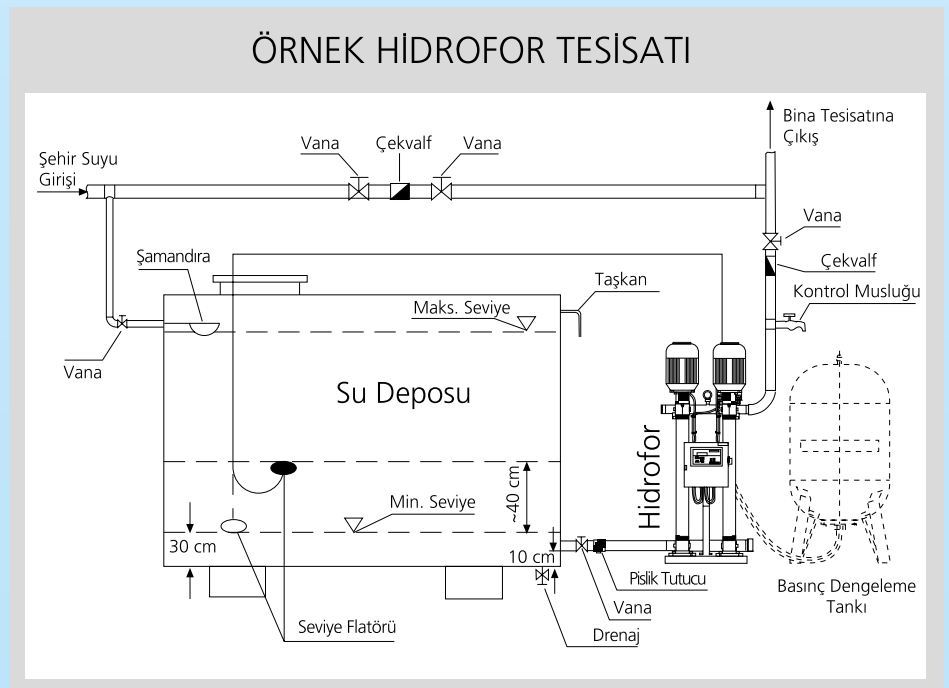 ÖRNEK HİDROFOR TESİSATI
Bina Tesisatına
Çıkış
Vana
Çekvalf
Vana
Şehir Suyu
Girişi
Vana
Şamandıra
Çekvalf
Taşkan
Kontrol Musluğu
Maks. Seviye
Vana
Su Deposu
Hidrofor
~40 cm
Min. Seviye
30 cm
10 cm
Pislik Tutucu
Basınç Dengeleme
Tankı
Vana
Seviye Flatörü
Drenaj